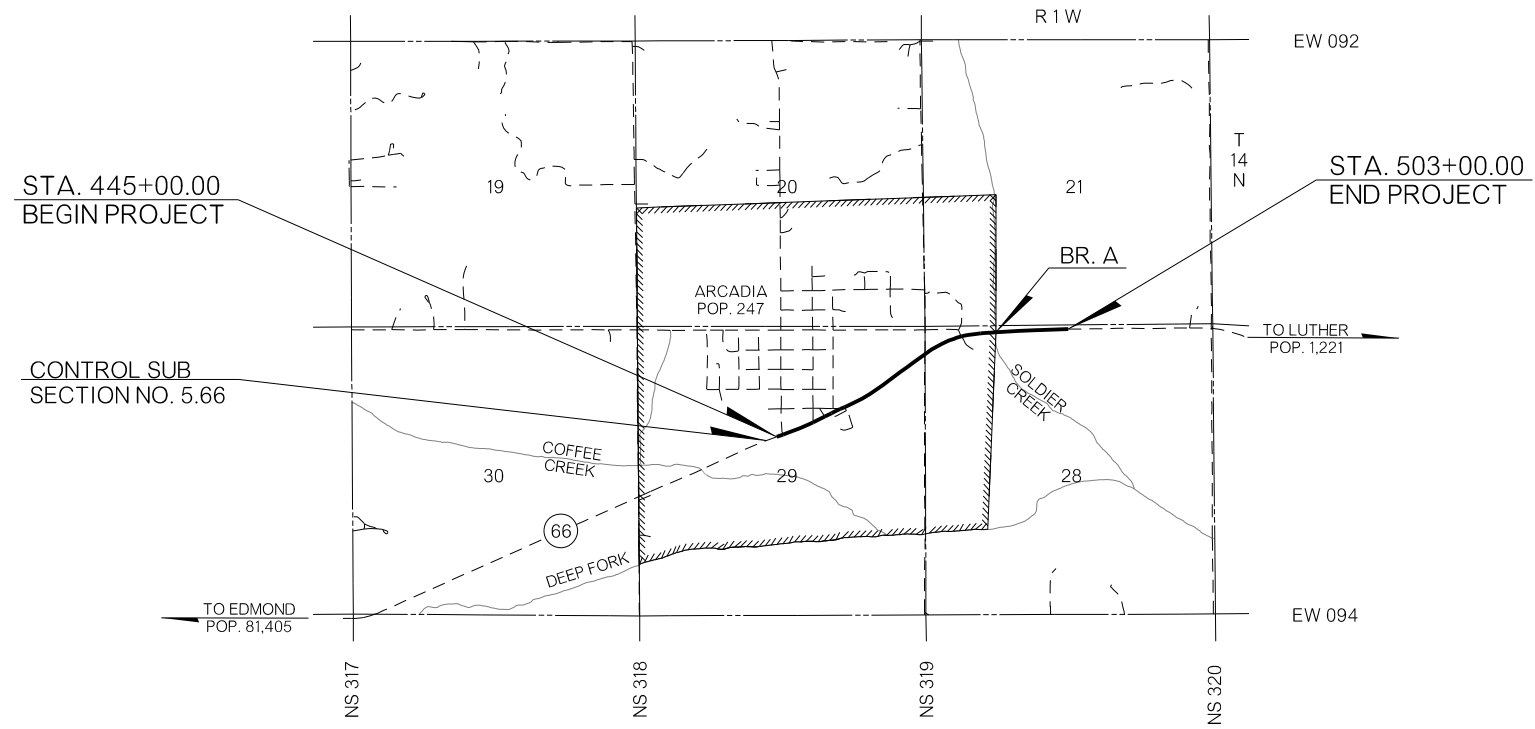 R 1 W
EW 092
T
14
N
STA. 445+00.00
BEGIN PROJECT
19
20
21
STA. 503+00.00
END PROJECT
BR. A
ARCADIA
POP. 247
TO LUTHER
POP. 1,221
CONTROL SUB
SECTION NO. 5.66
SOLDIER
CREEK
COFFEE
CREEK
30
29
28
66
DEEP FORK
TO EDMOND
POP. 81,405
EW 094
NS 317
NS 318
NS 319
NS 320